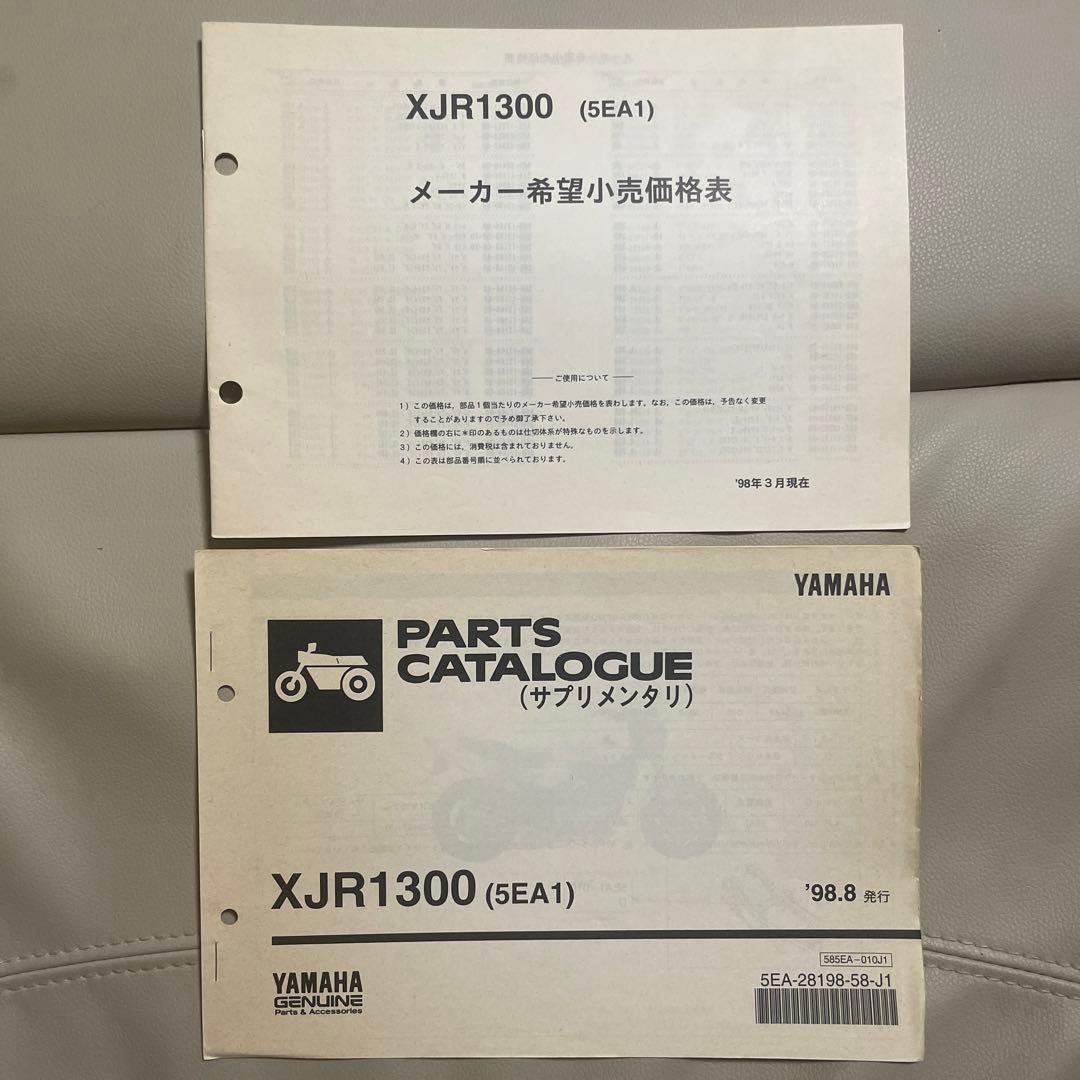 XJR1300 (5EA1)
メーカー希望小売価格表
ご使用について
1）この価格は，部品1個当たりのメーカー希望小売価格を表わします。なお，この価格は，予告なく変更
することがありますので予め御了承下さい。
2）価格欄の右に＊印のあるものは仕切体系が特殊なものを示します。
3）この価格には，消費税は含まれておりません。
4）この表は部品番号順に並べられております。
'98年3月現在
YAMAHA
PARTS
CATALOGUE
(サプリメンタリ)
XJR1300 (5EA1)
'98.8 発行
585EA-010J1
5EA-28198-58-J1
YAMAHA
GENUINE
Parts & Accessories